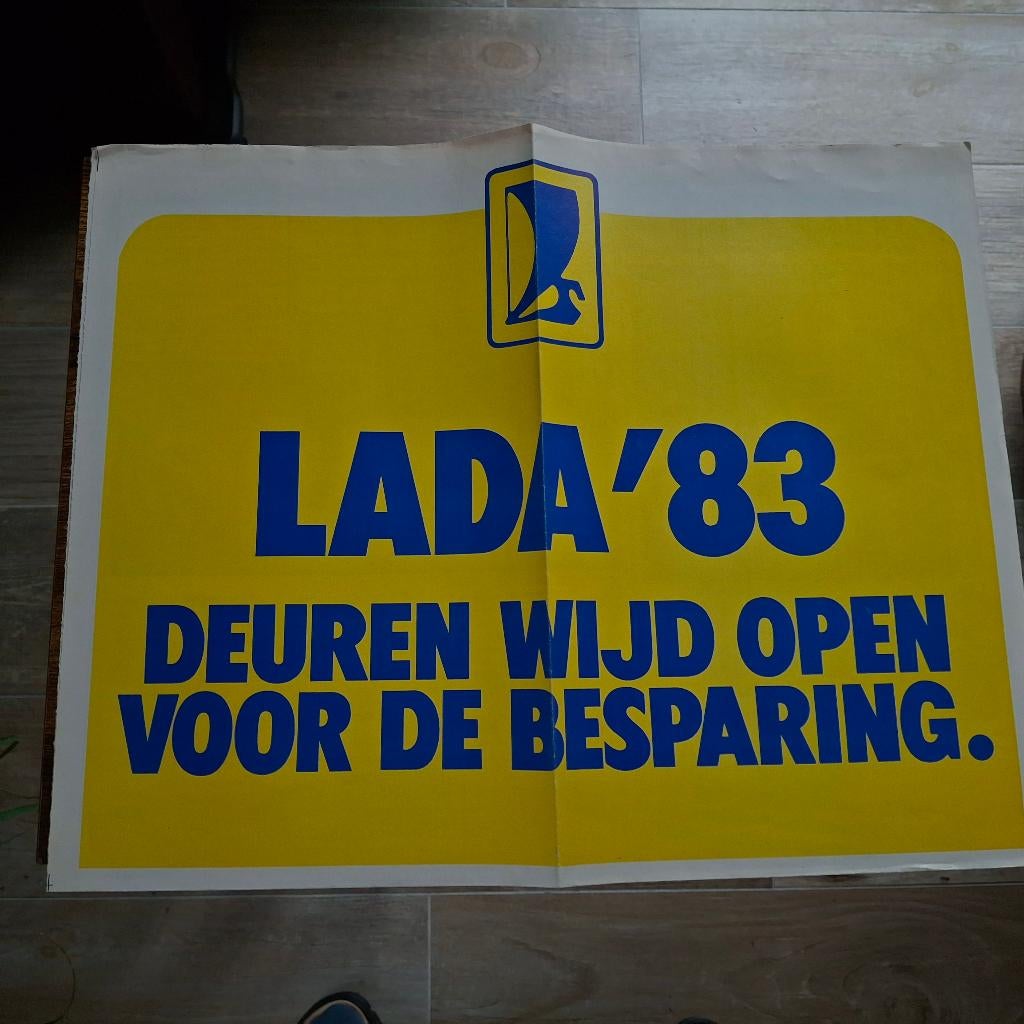 LADA '83
DEUREN WIJD OPEN
VOOR DE BESPARING.